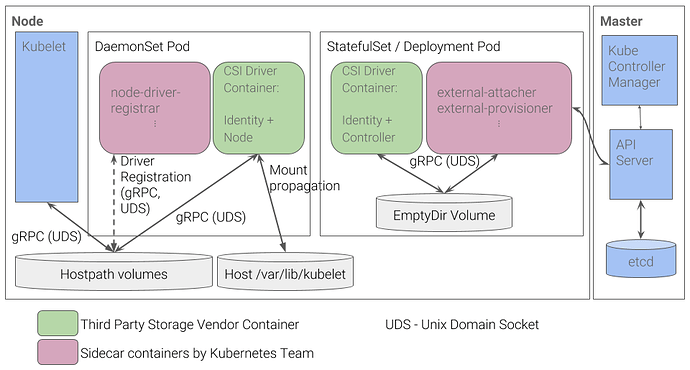 Node
Master
Kubelet
DaemonSet Pod
StatefulSet / Deployment Pod
Kube
Controller
Manager
node-driver-
registrar
⋮
CSI Driver
Container:
Identity +
Node
CSI Driver
Container:
Identity +
Controller
external-attacher
external-provisioner
⋮
API
Server
Driver
Registration
(gRPC,
UDS)
Mount
propagation
gRPC (UDS)
gRPC (UDS)
gRPC (UDS)
EmptyDir Volume
Hostpath volumes
Host /var/lib/kubelet
etcd
Third Party Storage Vendor Container
UDS - Unix Domain Socket
Sidecar containers by Kubernetes Team